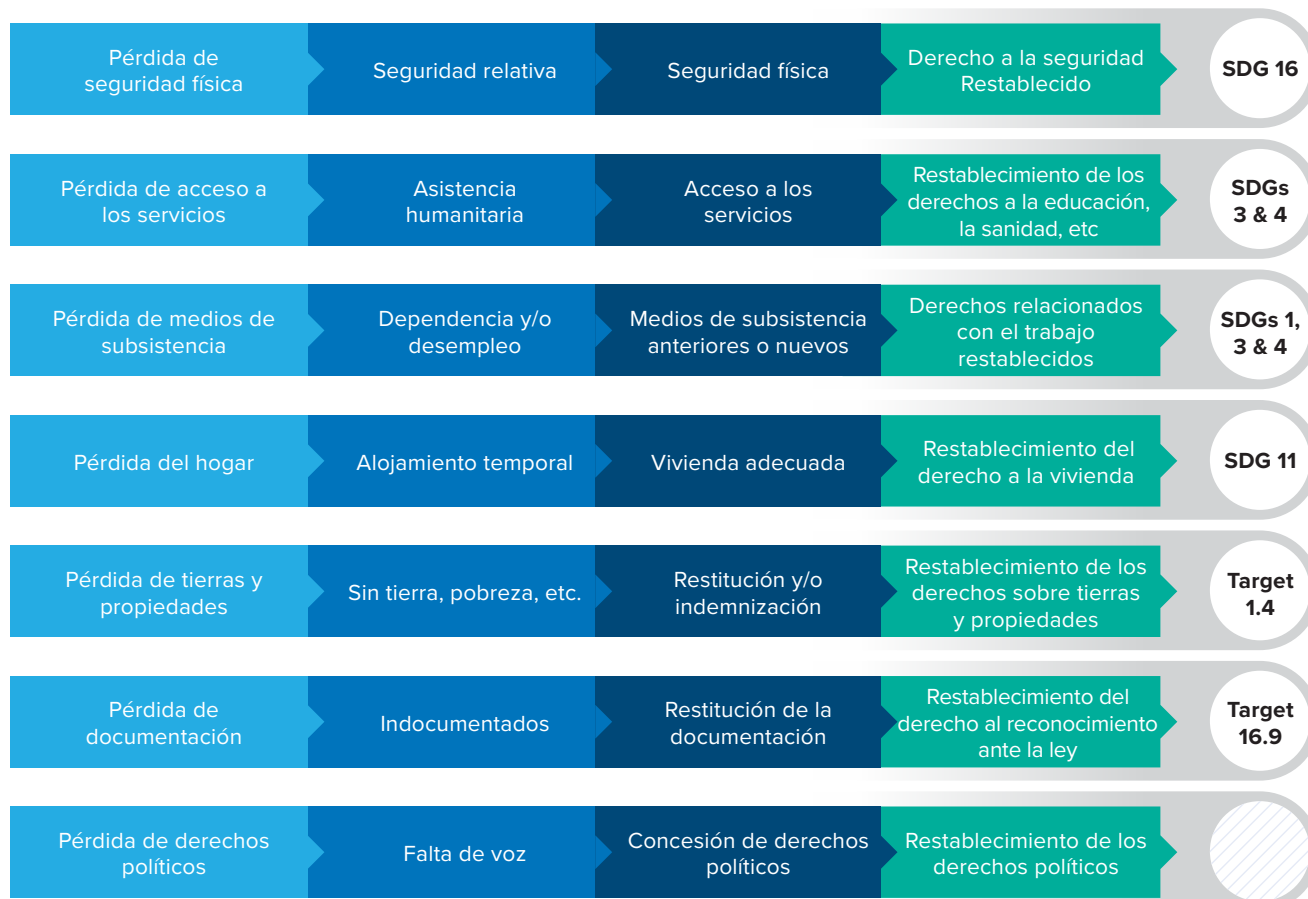 Pérdida de
seguridad física
Seguridad relativa
Seguridad física
Derecho a la seguridad
Restablecido
SDG 16
Pérdida de acceso a
los servicios
Asistencia
humanitaria
Acceso a los
servicios
Restablecimiento de los
derechos a la educación,
la sanidad, etc
SDGs
3 & 4
Pérdida de medios de
subsistencia
Dependencia y/o
desempleo
Medios de subsistencia
anteriores o nuevos
Derechos relacionados
con el trabajo
restablecidos
SDGs 1,
3 & 4
Pérdida del hogar
Alojamiento temporal
Vivienda adecuada
Restablecimiento del
derecho a la vivienda
SDG 11
Pérdida de tierras y
propiedades
Sin tierra, pobreza, etc.
Restitución y/o
indemnización
Restablecimiento de los
derechos sobre tierras
y propiedades
Target
1.4
Pérdida de
documentación
Indocumentados
Restitución de la
documentación
Restablecimiento del
derecho al reconocimiento
ante la ley
Target
16.9
Pérdida de derechos
políticos
Falta de voz
Concesión de derechos
políticos
Restablecimiento de los
derechos políticos